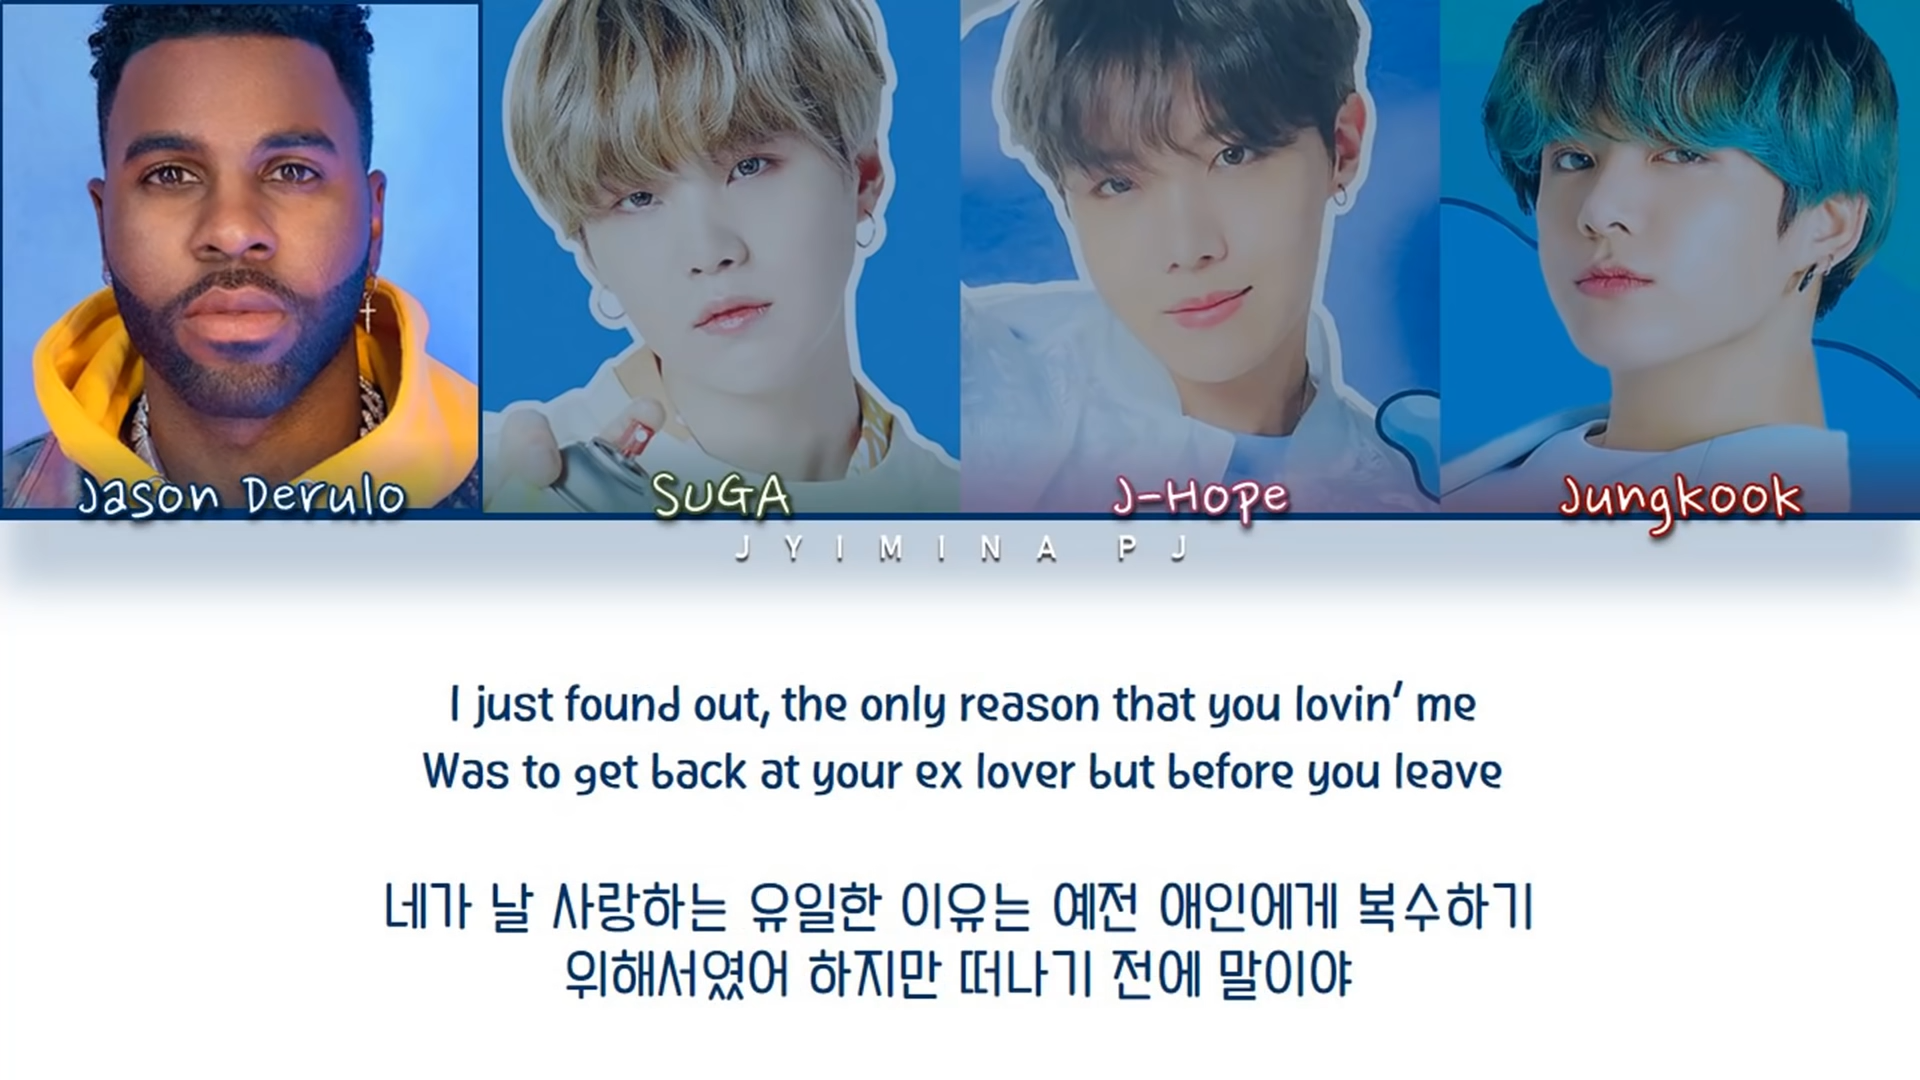 Jason Derulo
SUGA
J-Hope
Jungkook
JYIMINA PJ
I just found out, the only reason that you lovin' me
Was to get back at your ex lover but before you leave
네가 날 사랑하는 유일한 이유는 예전 애인에게 복수하기
위해서였어 하지만 떠나기 전에 말이야